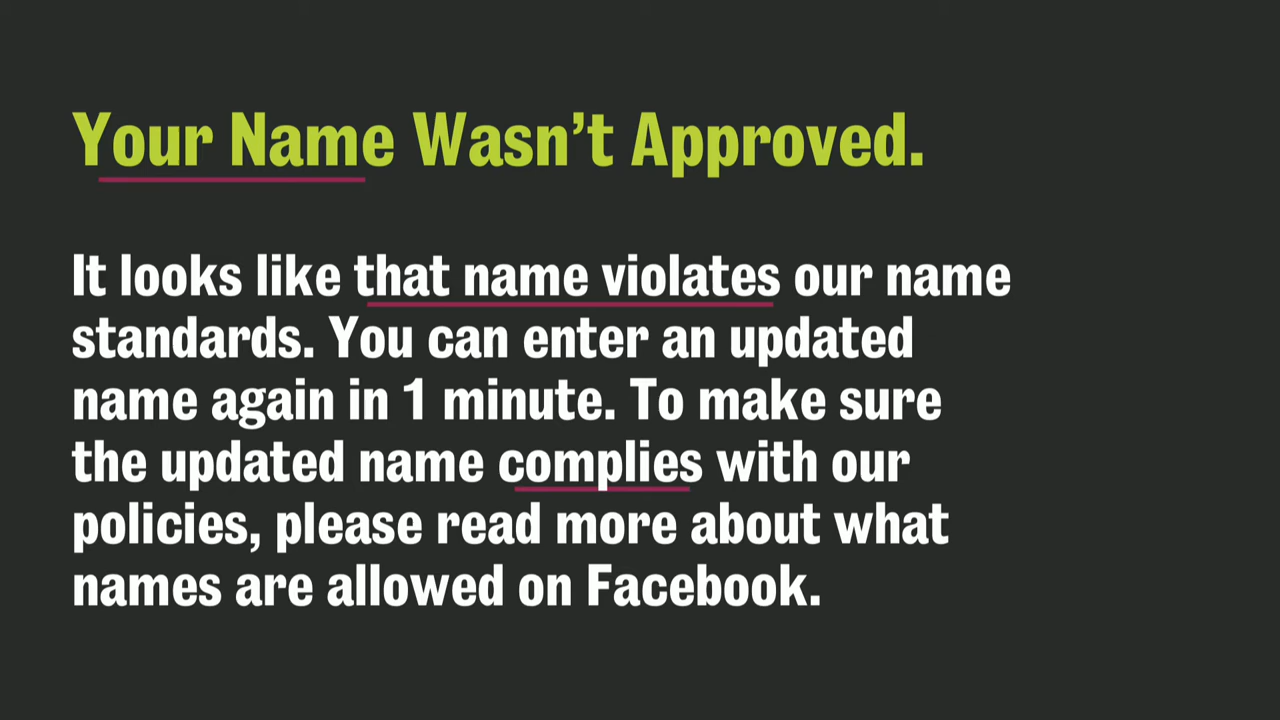 Your Name Wasn’t Approved.
It looks like that name violates our name
standards. You can enter an updated
name again in 1 minute. To make sure
the updated name complies with our
policies, please read more about what
names are allowed on Facebook.